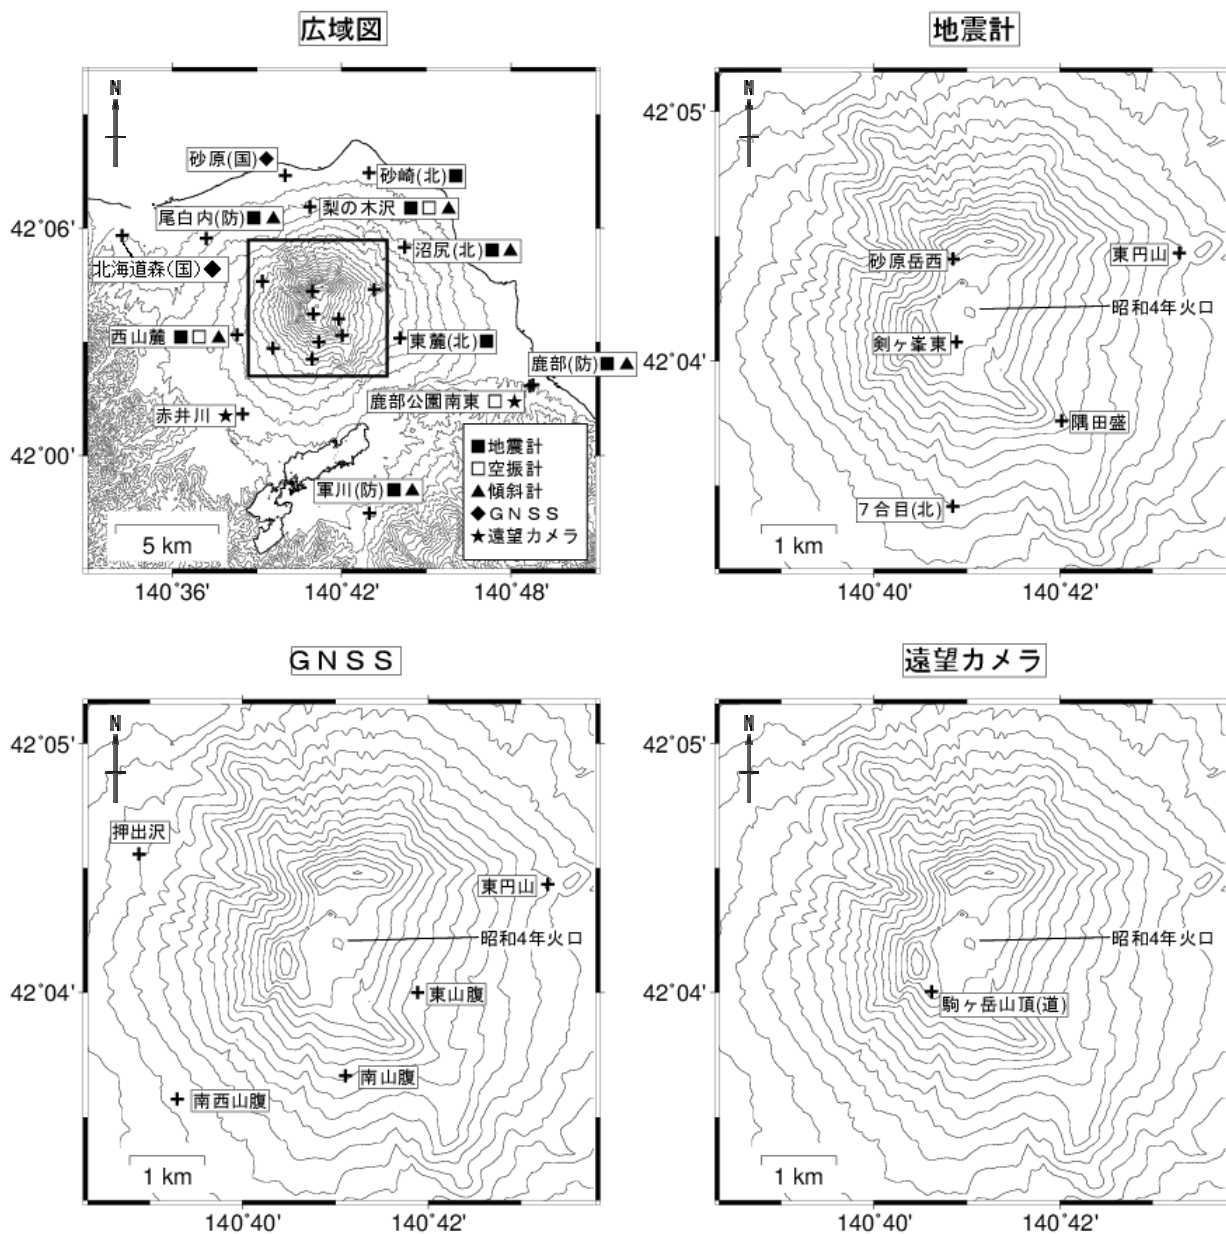 広域図
N
砂原(国)◆
砂崎(北)■
尾白内(防)■▲
梨の木沢 ■□▲
42˚06'
沼尻(北)■▲
北海道森(国)◆
西山麓 ■□▲
東麓(北)■
鹿部(防)■▲
鹿部公園南東 □★
赤井川★
42˚00'
軍川(防)■▲
■地震計
□空振計
▲傾斜計
◆GNSS
★遠望カメラ
5 km
140˚36'
140˚42'
140˚48'
地震計
N
42˚05'
砂原岳西
東円山
昭和4年火口
剣ヶ峯東
42˚04'
隅田盛
7合目(北)
1 km
140˚40'
140˚42'
GNSS
N
42˚05'
押出沢
東円山
昭和4年火口
42˚04'
東山腹
南山腹
南西山腹
1 km
140˚40'
140˚42'
遠望カメラ
N
42˚05'
昭和4年火口
42˚04'
駒ヶ岳山頂(道)
1 km
140˚40'
140˚42'